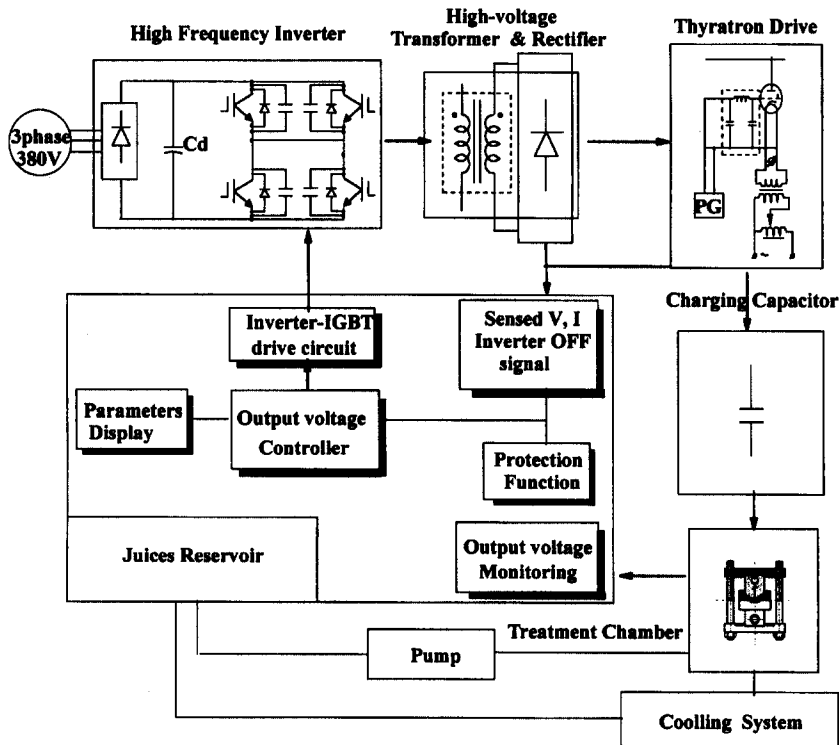 High Frequency Inverter
High-voltage
Transformer & Rectifier
Thyratron Drive
3phase
380V
Cd
PG
~
Charging Capacitor
Inverter-IGBT
drive circuit
Sensed V, I
Inverter OFF
signal
Parameters
Display
Output voltage
Controller
Protection
Function
Juices Reservoir
Output voltage
Monitoring
Treatment Chamber
Pump
Coolling System